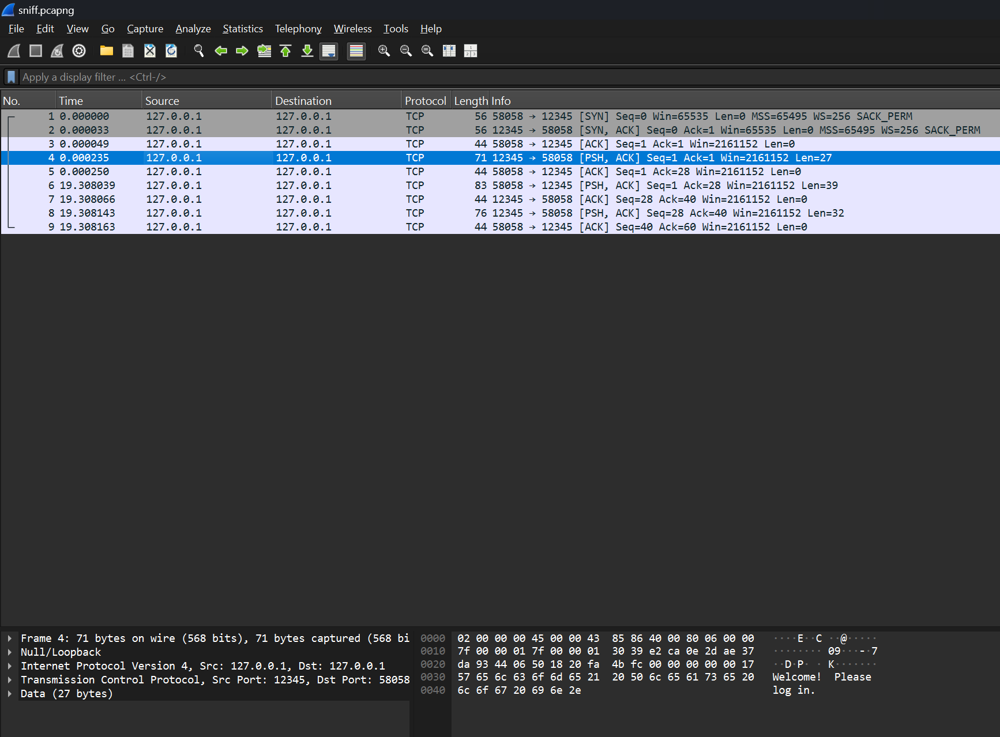 sniff.pcapng
File Edit View Go Capture Analyze Statistics Telephony Wireless Tools Help
Apply a display filter ... <Ctrl-/>
No. Time Source Destination Protocol Length Info
1 0.000000 127.0.0.1 127.0.0.1 TCP 56 58058 → 12345 [SYN] Seq=0 Win=65535 Len=0 MSS=65495 WS=256 SACK_PERM
2 0.000033 127.0.0.1 127.0.0.1 TCP 56 12345 → 58058 [SYN, ACK] Seq=0 Ack=1 Win=65535 Len=0 MSS=65495 WS=256 SACK_PERM
3 0.000049 127.0.0.1 127.0.0.1 TCP 44 58058 → 12345 [ACK] Seq=1 Ack=1 Win=2161152 Len=0
4 0.000235 127.0.0.1 127.0.0.1 TCP 71 12345 → 58058 [PSH, ACK] Seq=1 Ack=1 Win=2161152 Len=27
5 0.000250 127.0.0.1 127.0.0.1 TCP 44 58058 → 12345 [ACK] Seq=1 Ack=28 Win=2161152 Len=0
6 19.308039 127.0.0.1 127.0.0.1 TCP 83 58058 → 12345 [PSH, ACK] Seq=1 Ack=28 Win=2161152 Len=39
7 19.308066 127.0.0.1 127.0.0.1 TCP 44 12345 → 58058 [ACK] Seq=28 Ack=40 Win=2161152 Len=0
8 19.308143 127.0.0.1 127.0.0.1 TCP 76 12345 → 58058 [PSH, ACK] Seq=28 Ack=40 Win=2161152 Len=32
9 19.308163 127.0.0.1 127.0.0.1 TCP 44 58058 → 12345 [ACK] Seq=40 Ack=60 Win=2161152 Len=0
Frame 4: 71 bytes on wire (568 bits), 71 bytes captured (568 bi
Null/Loopback
Internet Protocol Version 4, Src: 127.0.0.1, Dst: 127.0.0.1
Transmission Control Protocol, Src Port: 12345, Dst Port: 58058
Data (27 bytes)
0000 02 00 00 00 45 00 00 43 85 86 40 00 80 06 00 00 ····E··C ··@·····
0010 7f 00 00 01 7f 00 00 01 30 39 e2 ca 0e 2d ae 37 ········ 09···-·7
0020 da 93 44 06 50 18 20 fa 4b fc 00 00 00 00 00 17 ··D·P· · K·······
0030 57 65 6c 63 6f 6d 65 21 20 50 6c 65 61 73 65 20 Welcome! Please
0040 6c 6f 67 20 69 6e 2e log in.